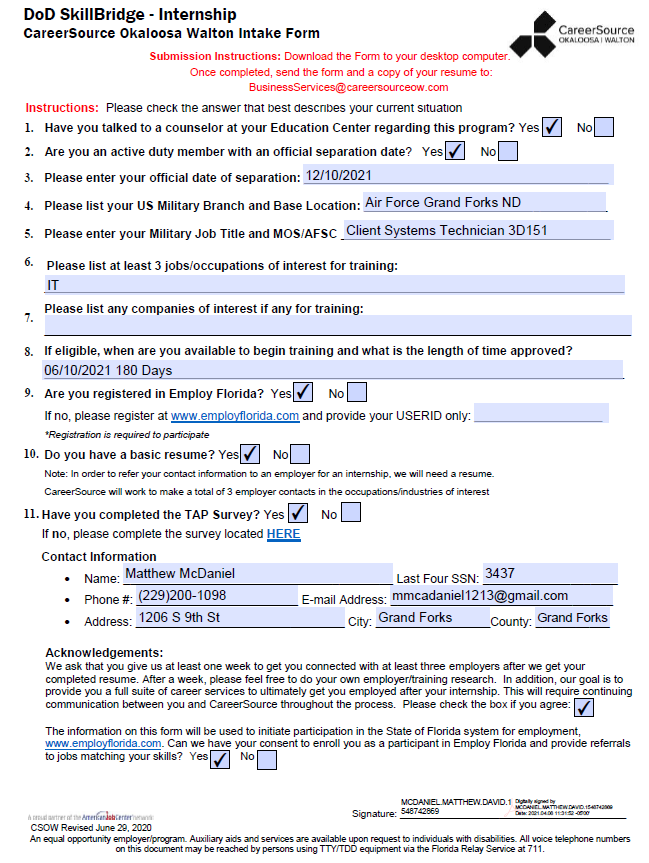 DoD SkillBridge - Internship
CareerSource Okaloosa Walton Intake Form
CareerSource
OKALOOSA | WALTON
Submission Instructions: Download the Form to your desktop computer.
Once completed, send the form and a copy of your resume to:
BusinessServices@careersourceow.com
Instructions: Please check the answer that best describes your current situation
1. Have you talked to a counselor at your Education Center regarding this program? Yes ✓ No
2. Are you an active duty member with an official separation date? Yes ✓ No
3. Please enter your official date of separation: 12/10/2021
4. Please list your US Military Branch and Base Location: Air Force Grand Forks ND
5. Please enter your Military Job Title and MOS/AFSC Client Systems Technician 3D151
6. Please list at least 3 jobs/occupations of interest for training:
IT
7. Please list any companies of interest if any for training:
8. If eligible, when are you available to begin training and what is the length of time approved?
06/10/2021 180 Days
9. Are you registered in Employ Florida? Yes ✓ No
If no, please register at www.employflorida.com and provide your USERID only:
*Registration is required to participate
10. Do you have a basic resume? Yes ✓ No
Note: In order to refer your contact information to an employer for an internship, we will need a resume.
CareerSource will work to make a total of 3 employer contacts in the occupations/industries of interest
11. Have you completed the TAP Survey? Yes ✓ No
If no, please complete the survey located HERE
Contact Information
• Name: Matthew McDaniel Last Four SSN: 3437
• Phone #: (229)200-1098 E-mail Address: mmcadaniel1213@gmail.com
• Address: 1206 S 9th St City: Grand Forks County: Grand Forks
Acknowledgements:
We ask that you give us at least one week to get you connected with at least three employers after we get your
completed resume. After a week, please feel free to do your own employer/training research. In addition, our goal is to
provide you a full suite of career services to ultimately get you employed after your internship. This will require continuing
communication between you and CareerSource throughout the process. Please check the box if you agree: ✓
The information on this form will be used to initiate participation in the State of Florida system for employment,
www.employflorida.com. Can we have your consent to enroll you as a participant in Employ Florida and provide referrals
to jobs matching your skills? Yes ✓ No
A proud partner of the AmericanJobCenter network
CSOW Revised June 29, 2020
Signature: MCDANIEL.MATTHEW.DAVID.1
548742869
Digitally signed by
MCDANIEL.MATTHEW.DAVID.1548742869
Date: 2021.04.08 11:31:52 -05'00'
An equal opportunity employer/program. Auxiliary aids and services are available upon request to individuals with disabilities. All voice telephone numbers
on this document may be reached by persons using TTY/TDD equipment via the Florida Relay Service at 711.